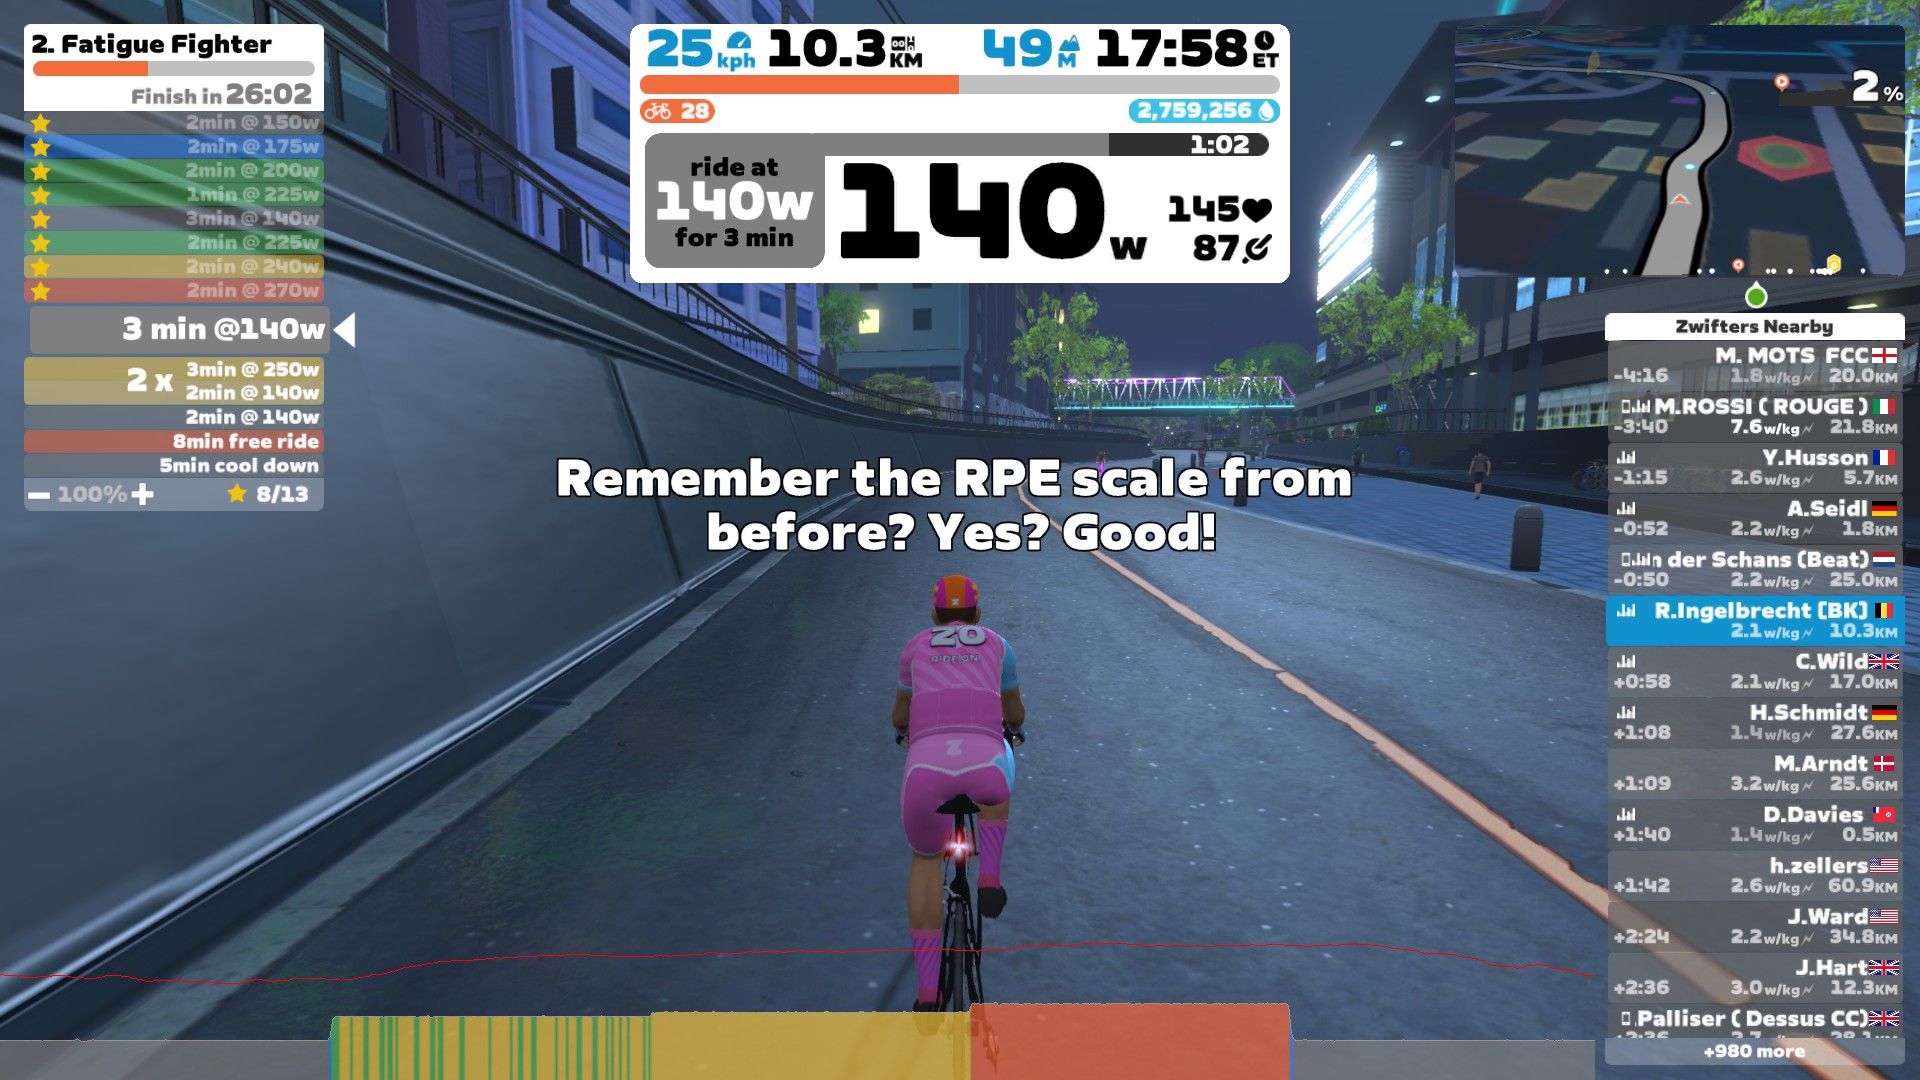 2. Fatigue Fighter
Finish in 26:02
2min @ 150w
2min @ 175w
2min @ 200w
1min @ 225w
3min @ 140w
2min @ 225w
2min @ 240w
2min @ 270w
3 min @140w
2 x
3min @ 250w
2min @ 140w
2min @ 140w
8min free ride
5min cool down
100% 8/13
25kph 10.3KM 49M 17:58ET
28 2,759,256
1:02
ride at
140w
for 3 min
140w
145
87
2%
Remember the RPE scale from
before? Yes? Good!
20
RIDE ON
Z
Zwifters Nearby
M. MOTS FCC
-4:16 1.8w/kg 20.0KM
M.ROSSI ( ROUGE )
-3:40 7.6w/kg 21.8KM
Y.Husson
-1:15 2.6w/kg 5.7KM
A.Seidl
-0:52 2.2w/kg 1.8KM
der Schans (Beat)
-0:50 2.2w/kg 25.0KM
R.Ingelbrecht (BK)
2.1w/kg 10.3KM
C.Wild
+0:58 2.1w/kg 17.0KM
H.Schmidt
+1:08 1.4w/kg 27.6KM
M.Arndt
+1:09 3.2w/kg 25.6KM
D.Davies
+1:40 1.4w/kg 0.5KM
h.zellers
+1:42 2.6w/kg 60.9KM
J.Ward
+2:24 2.2w/kg 34.8KM
J.Hart
+2:36 3.0w/kg 12.3KM
.Palliser ( Dessus CC)
+980 more